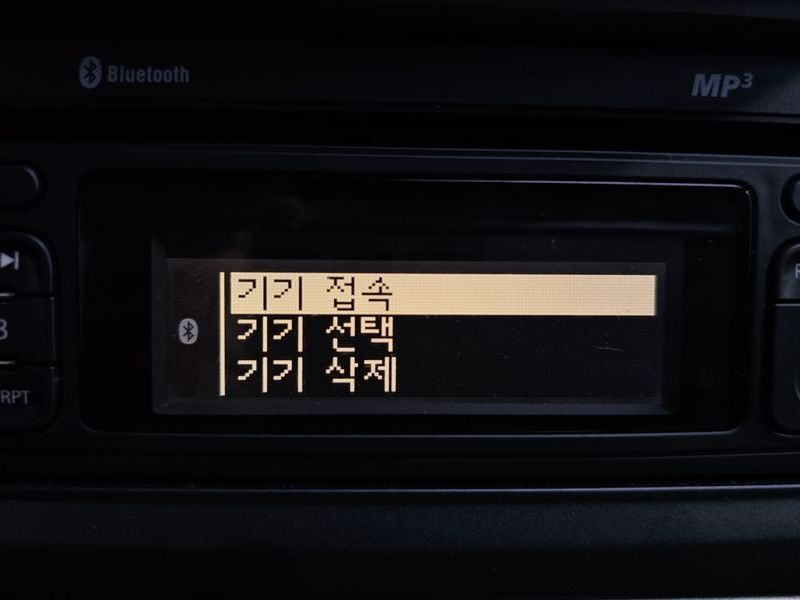 Bluetooth
MP3
기기 접속
기기 선택
기기 삭제
RPT